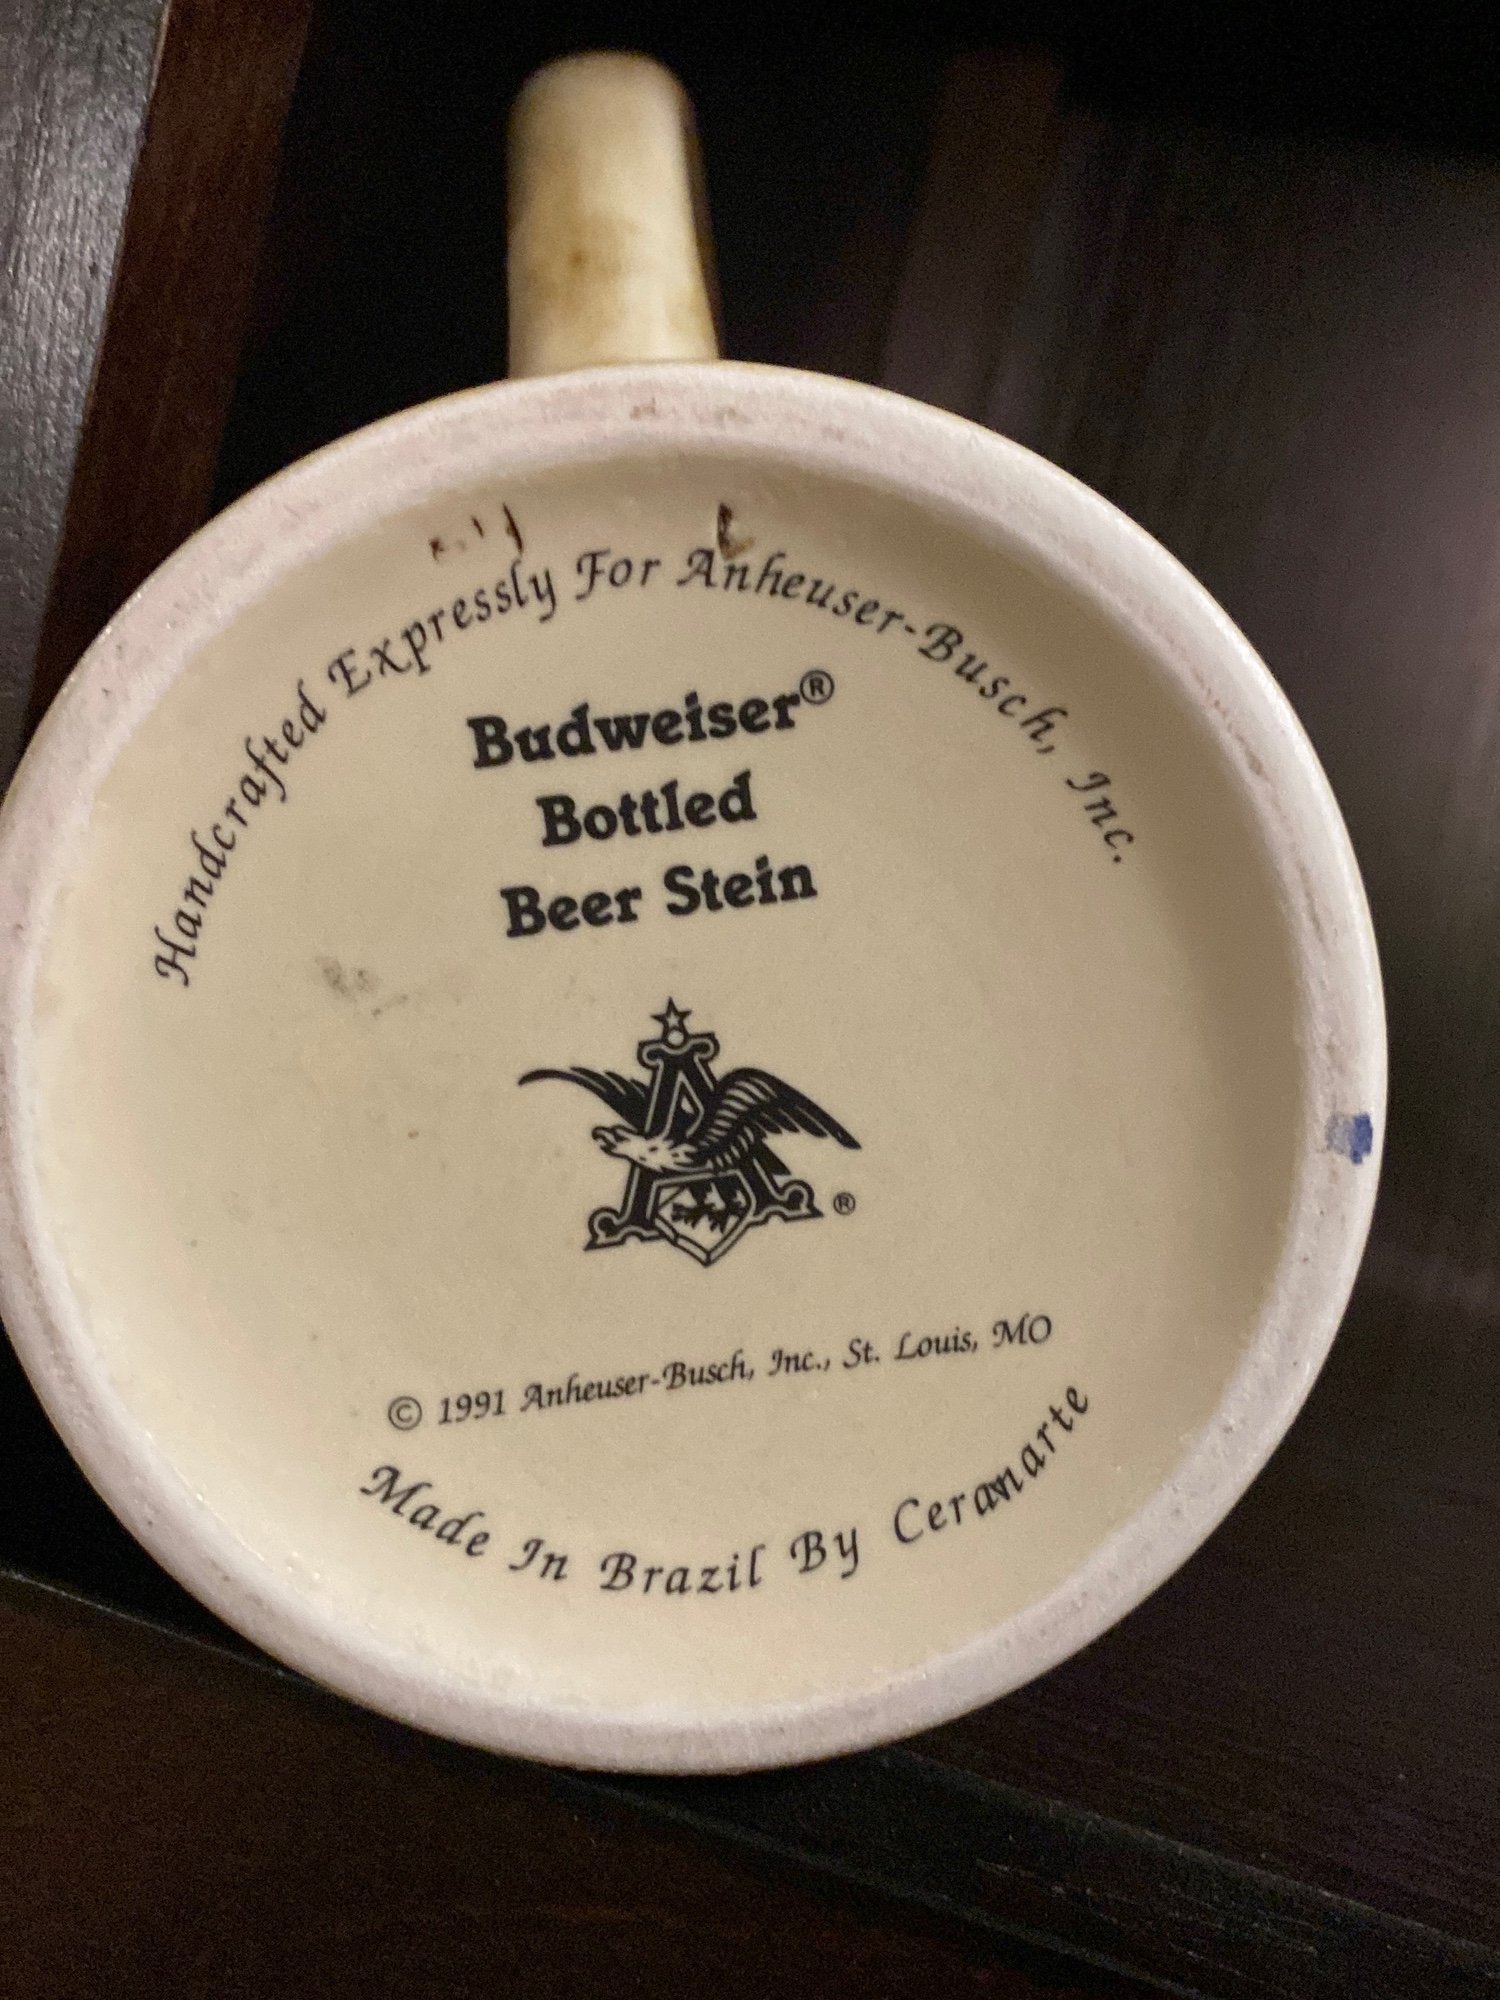 Handcrafted Expressly For Anheuser-Busch, Inc.
Budweiser®
Bottled
Beer Stein
®
© 1991 Anheuser-Busch, Inc., St. Louis, MO
Made In Brazil By Ceramarte